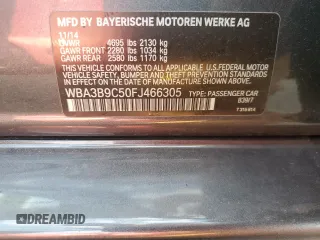 MFD BY BAYERISCHE MOTOREN WERKE AG
11/14
GVWR 4695 lbs 2130 kg
GAWR FRONT 2280 lbs 1034 kg
GAWR REAR 2580 lbs 1170 kg
THIS VEHICLE CONFORMS TO ALL APPLICABLE U.S.FEDERAL MOTOR
VEHICLE SAFETY, BUMPER, AND THEFT PREVENTION STANDARDS
IN EFFECT ON THE DATE OF MANUFACTURE SHOWN ABOVE.
WBA3B9C50FJ466305 TYPE: PASSENGER CAR
DREAMBID